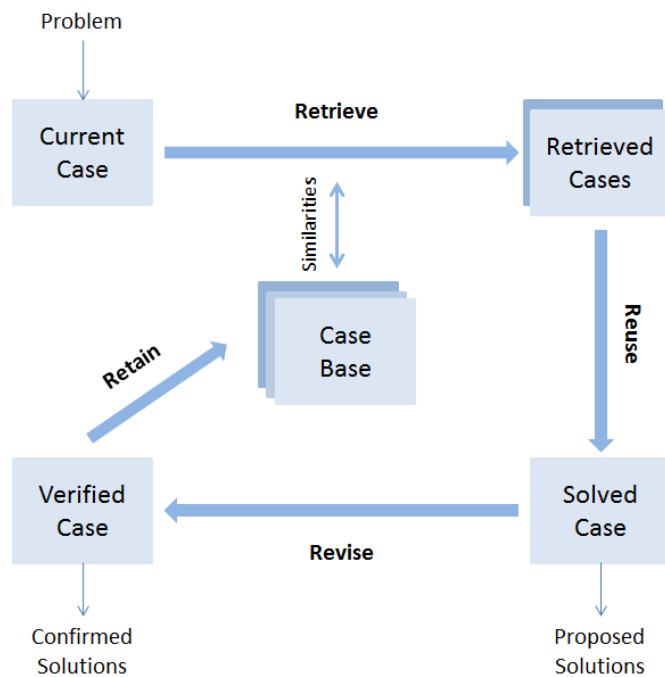 Problem
Current
Case
Retrieve
Retrieved
Cases
Similarities
Case
Base
Reuse
Retain
Verified
Case
Revise
Solved
Case
Confirmed
Solutions
Proposed
Solutions